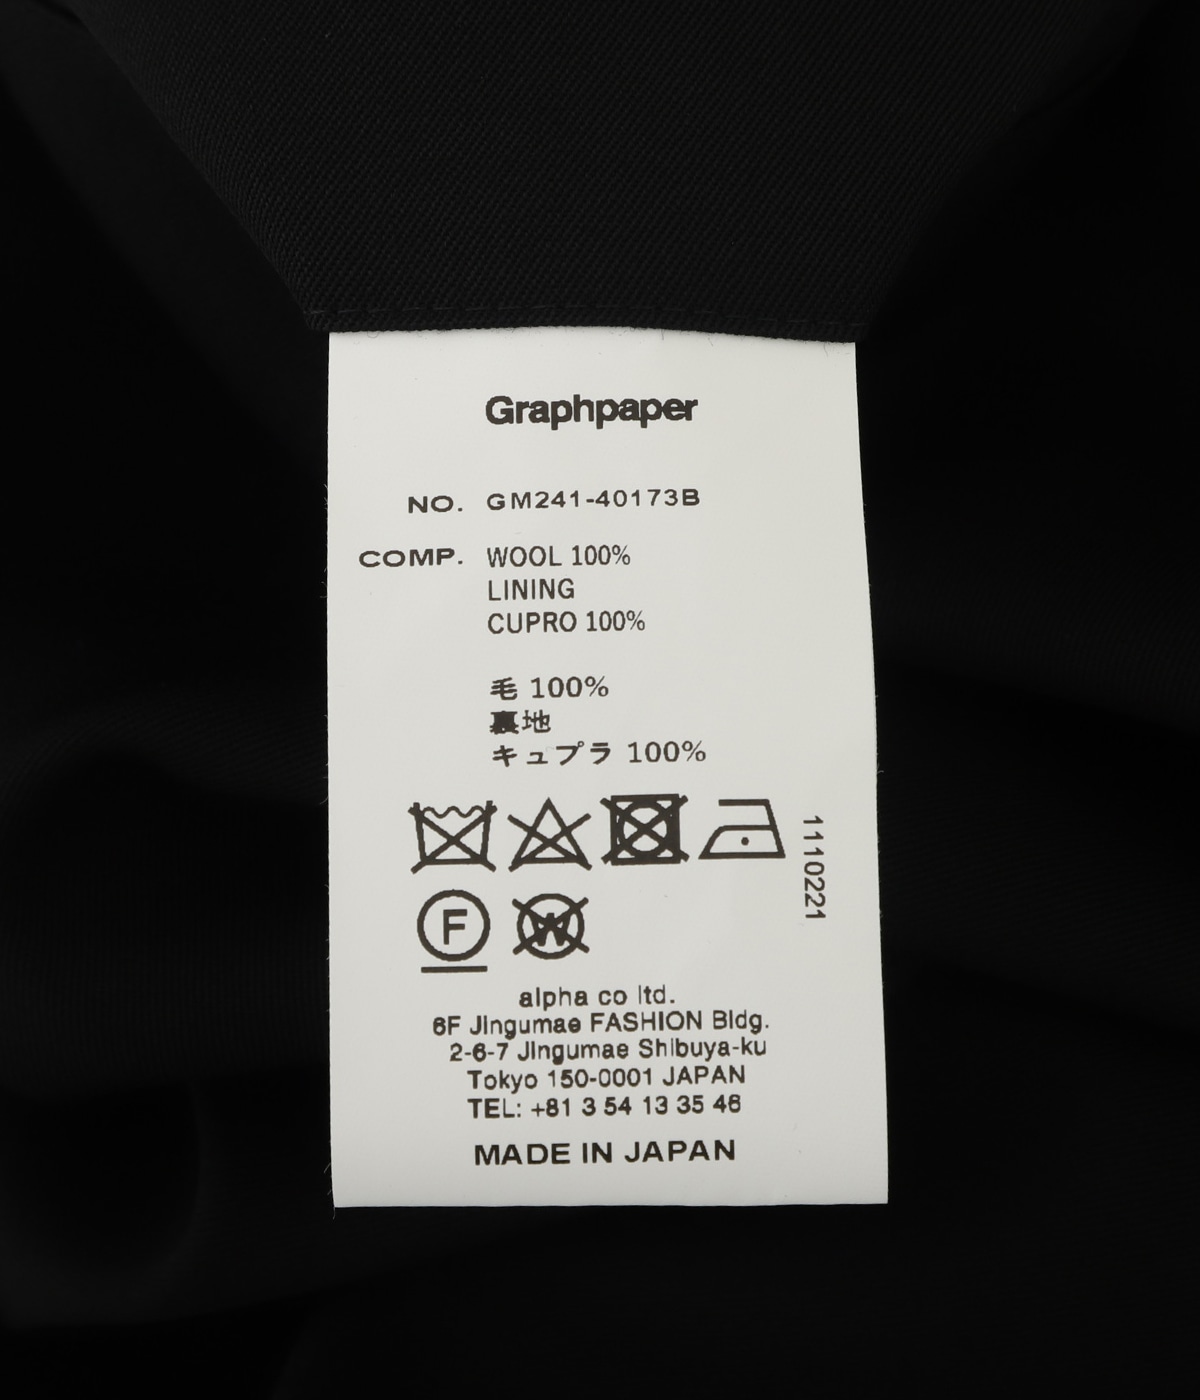 Graphpaper
NO. GM241-40173B
COMP. WOOL 100%
LINING
CUPRO 100%
毛 100%
裏地
キュプラ 100%
1110221
F
W
alpha co ltd.
6F Jingumae FASHION Bldg.
2-6-7 Jingumae Shibuya-ku
Tokyo 150-0001 JAPAN
TEL: +81 3 54 13 35 46
MADE IN JAPAN